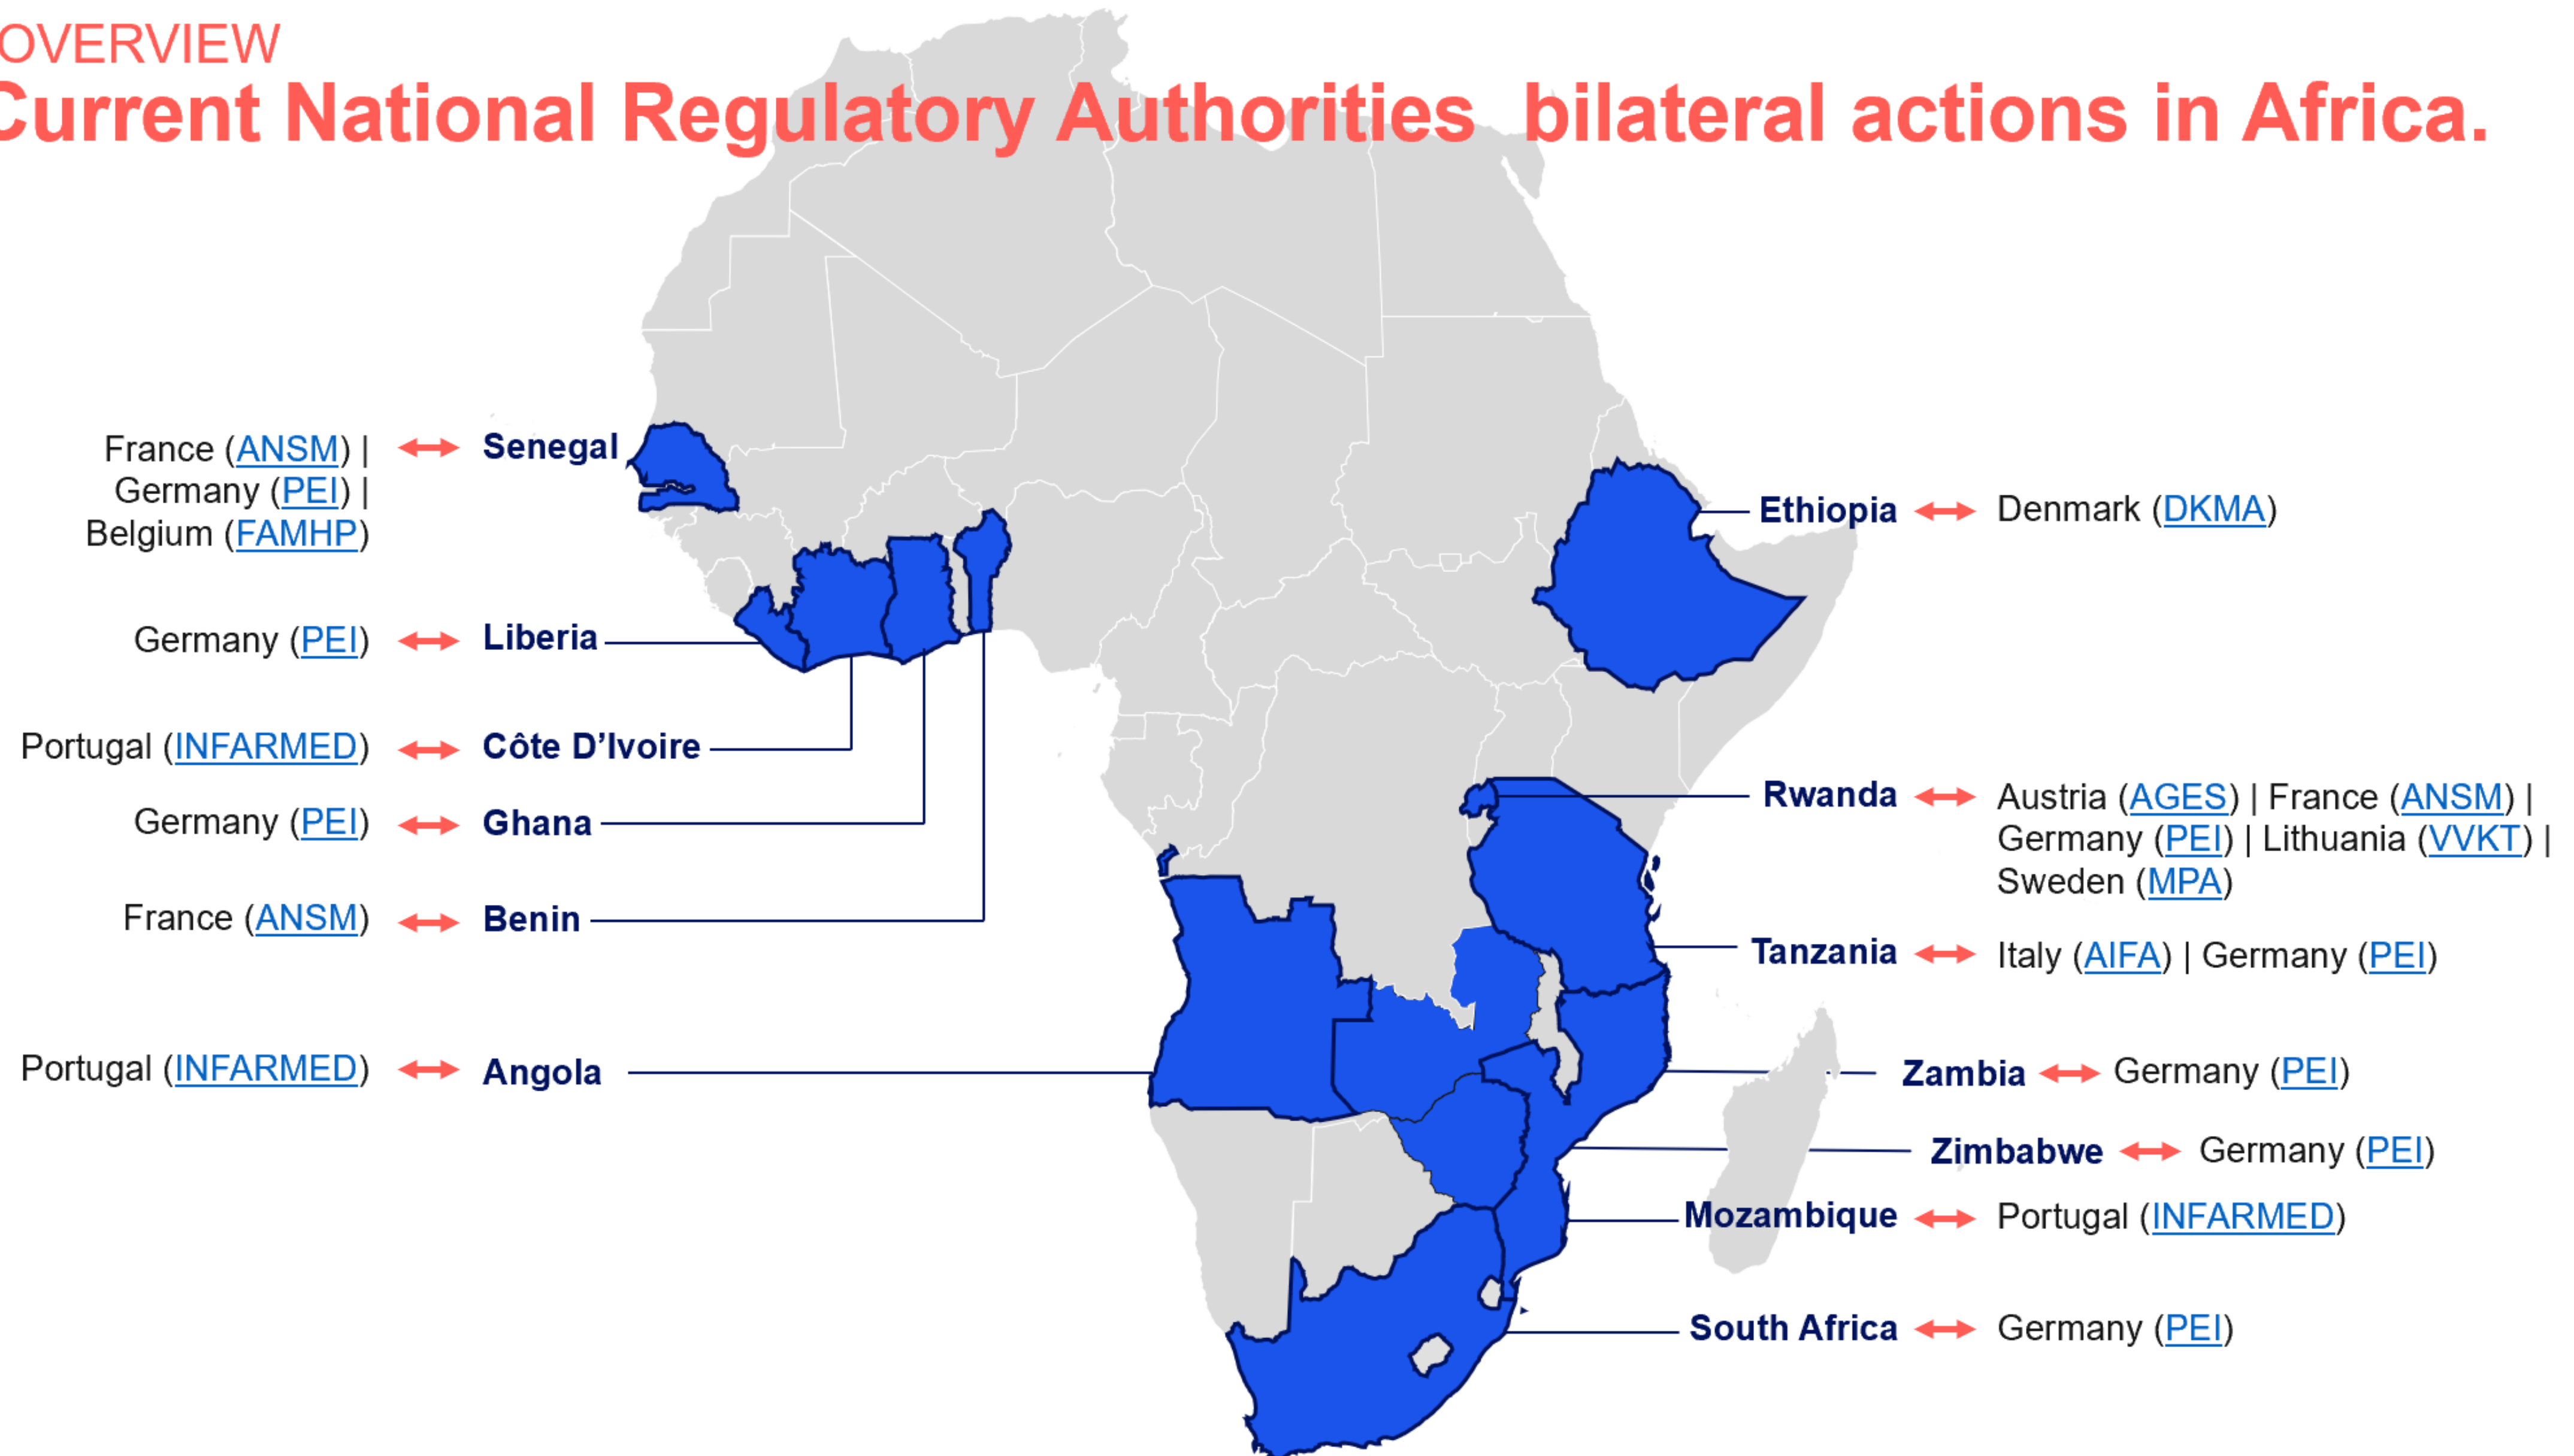 OVERVIEW
Current National Regulatory Authorities bilateral actions in Africa.
France (ANSM) |
Germany (PEI) |
Belgium (FAMHP)
Senegal
Germany (PEI)
Liberia
Portugal (INFARMED)
Côte D’Ivoire
Germany (PEI)
Ghana
France (ANSM)
Benin
Portugal (INFARMED)
Angola
Ethiopia
Denmark (DKMA)
Rwanda
Austria (AGES) | France (ANSM) |
Germany (PEI) | Lithuania (VVKT) |
Sweden (MPA)
Tanzania
Italy (AIFA) | Germany (PEI)
Zambia
Germany (PEI)
Zimbabwe
Germany (PEI)
Mozambique
Portugal (INFARMED)
South Africa
Germany (PEI)